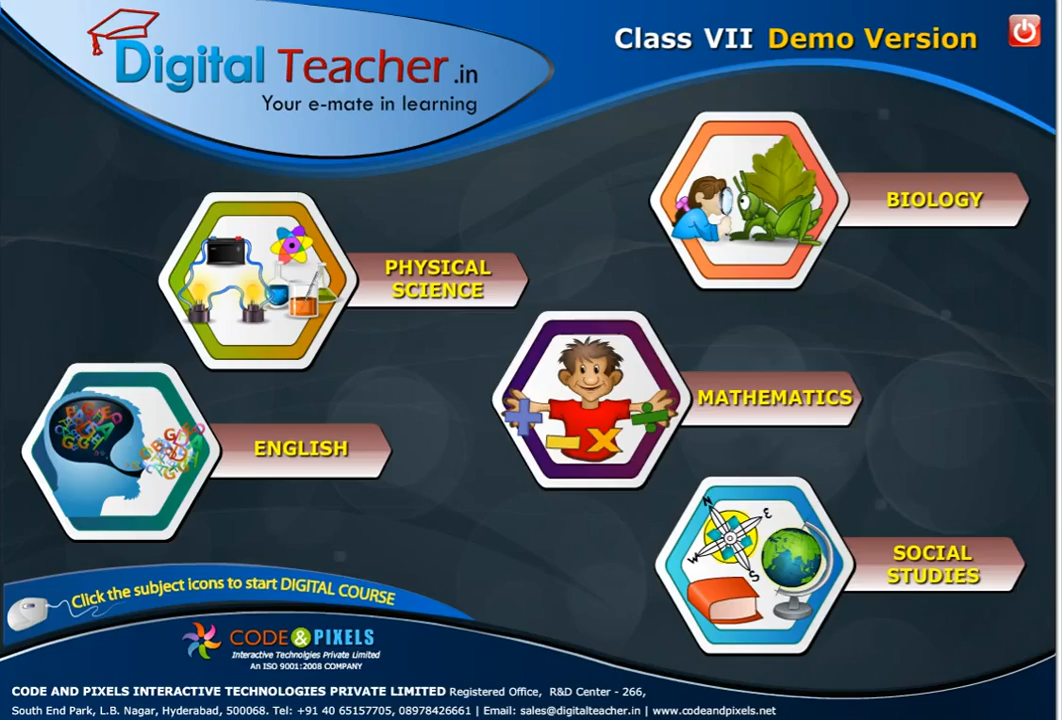 Digital Teacher.in
Your e-mate in learning
Class VII Demo Version
BIOLOGY
PHYSICAL
SCIENCE
MATHEMATICS
ENGLISH
N
E
W
S
SOCIAL
STUDIES
Click the subject icons to start DIGITAL COURSE
CODE & PIXELS
Interactive Technolgies Private Limited
An ISO 9001:2008 COMPANY
CODE AND PIXELS INTERACTIVE TECHNOLOGIES PRIVATE LIMITED Registered Office, R&D Center - 266,
South End Park, L.B. Nagar, Hyderabad, 500068. Tel: +91 40 65157705, 08978426661 | Email: sales@digitalteacher.in | www.codeandpixels.net